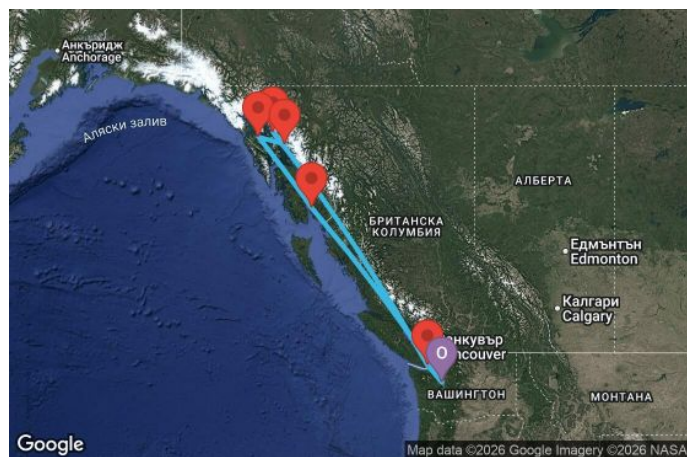 Анкъридж
Anchorage
Аляски залив
АЛБЕРТА
БРИТАНСКА
КОЛУМБИЯ
Едмънтън
Edmonton
Калгари
Calgary
нкувър
ncouver
O
ВАШИНГТОН
МОНТАНА
Google
Map data ©2026 Google Imagery ©2026 NASA